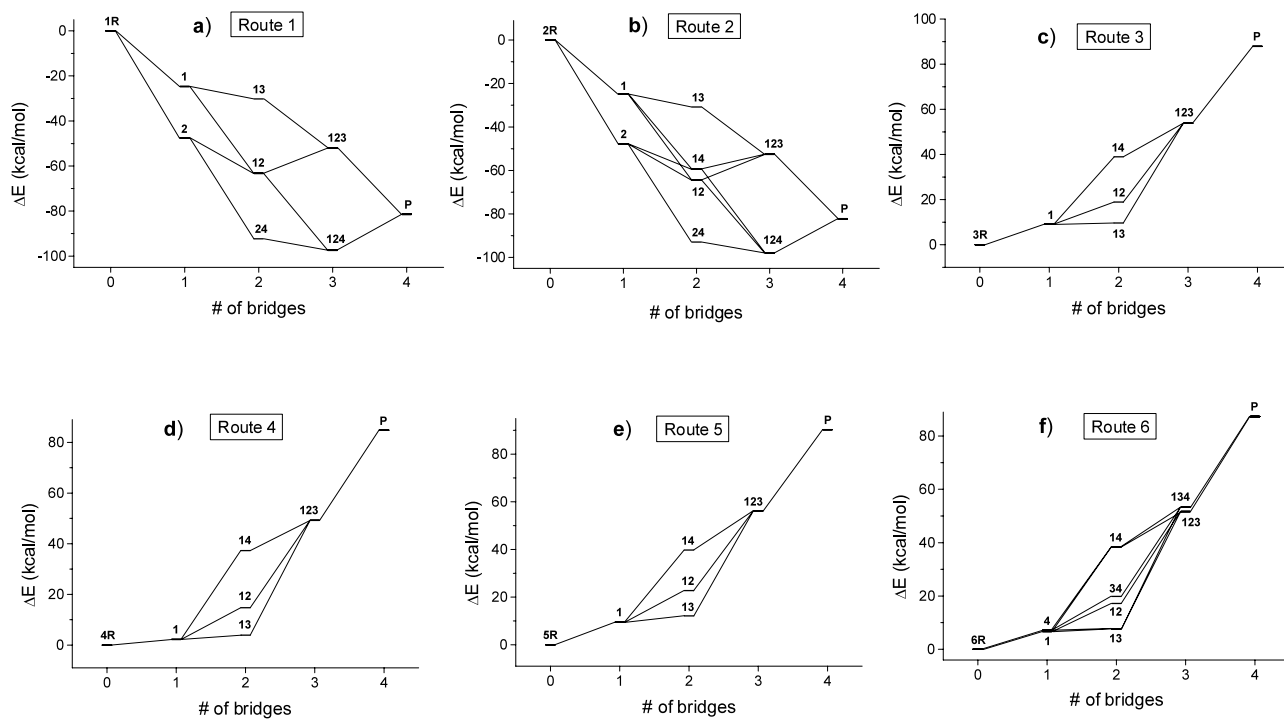 a) Route 1
1R
1
2
13
12
24
123
124
P
0
-20
-40
-60
-80
-100
ΔE (kcal/mol)
0 1 2 3 4
# of bridges
b) Route 2
2R
1
2
13
14
12
24
123
124
P
0
-20
-40
-60
-80
-100
ΔE (kcal/mol)
0 1 2 3 4
# of bridges
c) Route 3
P
123
14
12
13
1
3R
100
80
60
40
20
0
ΔE (kcal/mol)
0 1 2 3 4
# of bridges
d) Route 4
P
123
14
12
13
1
4R
80
60
40
20
0
ΔE (kcal/mol)
0 1 2 3 4
# of bridges
e) Route 5
P
123
14
12
13
1
5R
80
60
40
20
0
ΔE (kcal/mol)
0 1 2 3 4
# of bridges
f) Route 6
P
134
123
14
34
12
13
4
1
6R
80
60
40
20
0
ΔE (kcal/mol)
0 1 2 3 4
# of bridges